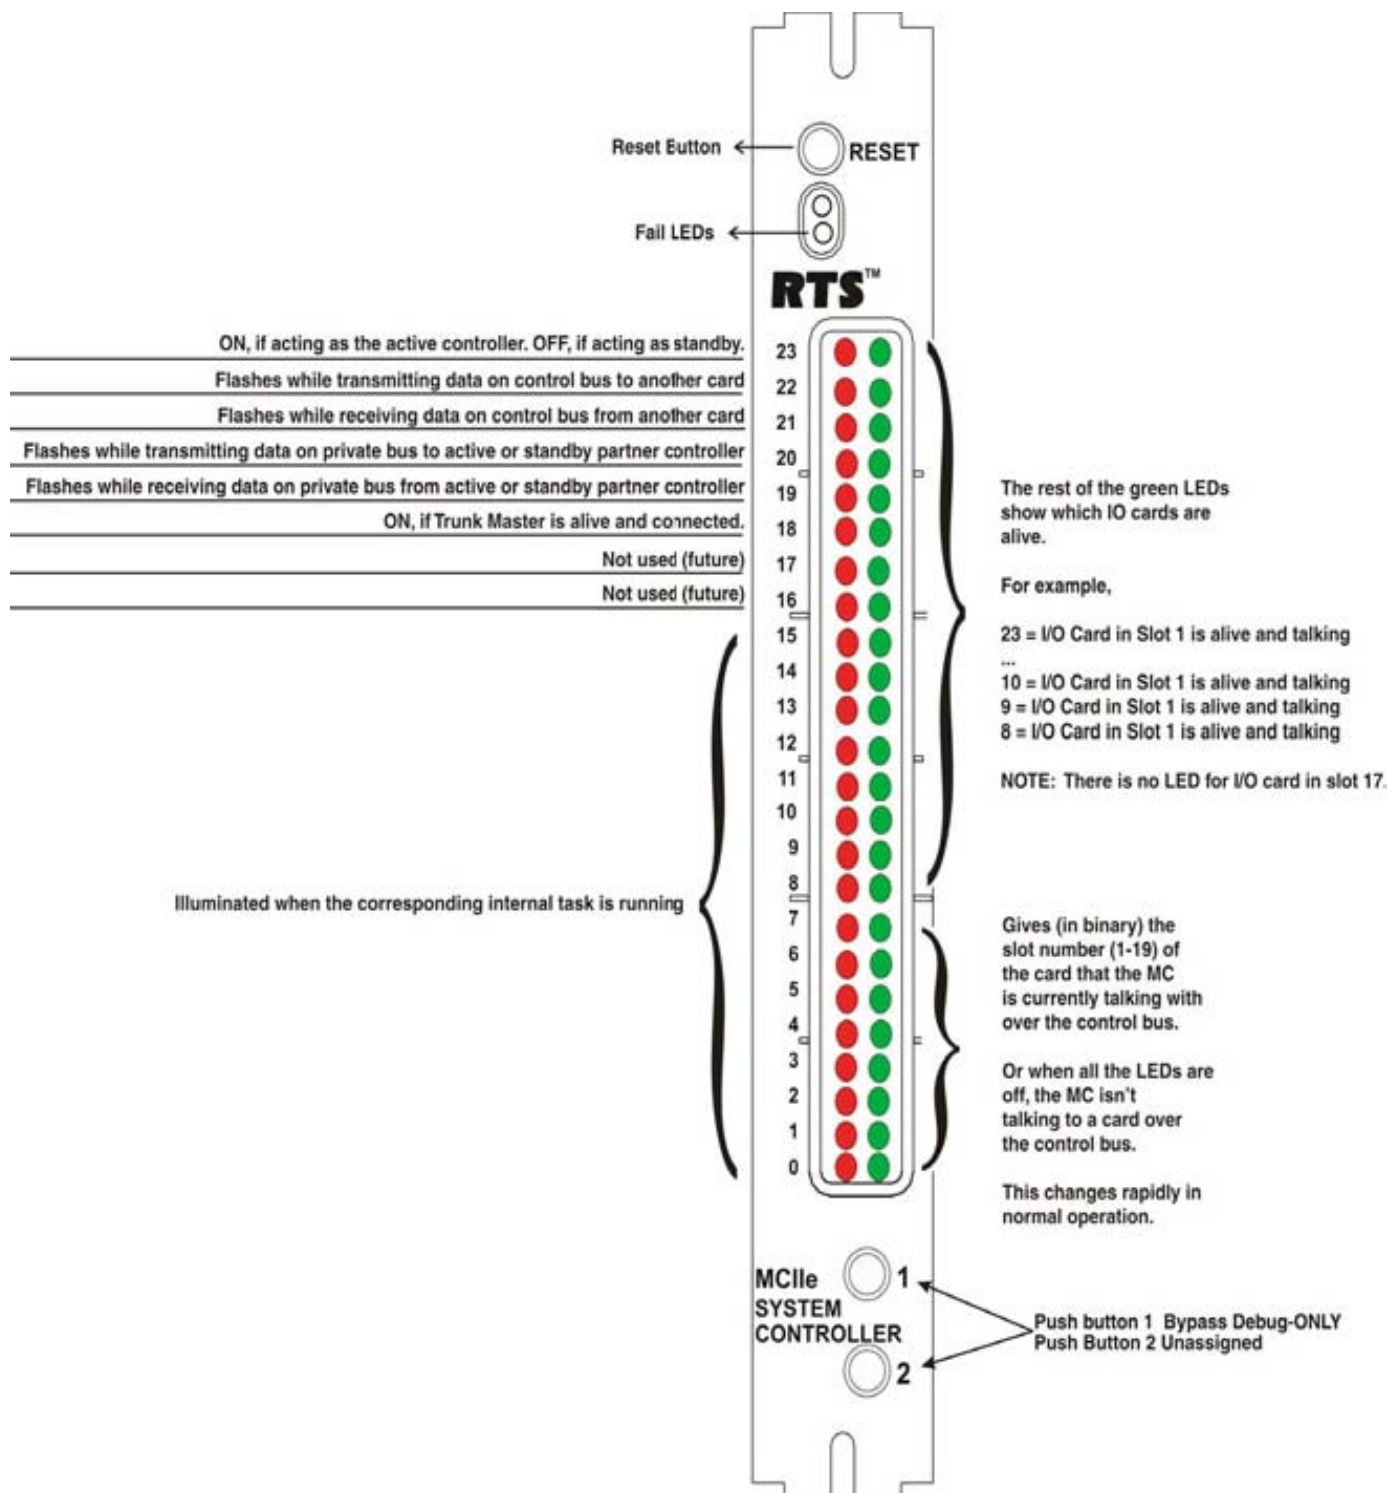 Reset Button
RESET
Fail LEDs
RTS™
ON, if acting as the active controller. OFF, if acting as standby.
Flashes while transmitting data on control bus to another card
Flashes while receiving data on control bus from another card
Flashes while transmitting data on private bus to active or standby partner controller
Flashes while receiving data on private bus from active or standby partner controller
ON, if Trunk Master is alive and connected.
Not used (future)
Not used (future)
Illuminated when the corresponding internal task is running
23
22
21
20
19
18
17
16
15
14
13
12
11
10
9
8
7
6
5
4
3
2
1
0
The rest of the green LEDs
show which IO cards are
alive.
For example,
23 = I/O Card in Slot 1 is alive and talking
...
10 = I/O Card in Slot 1 is alive and talking
9 = I/O Card in Slot 1 is alive and talking
8 = I/O Card in Slot 1 is alive and talking
NOTE: There is no LED for I/O card in slot 17.
Gives (in binary) the
slot number (1-19) of
the card that the MC
is currently talking with
over the control bus.
Or when all the LEDs are
off, the MC isn't
talking to a card over
the control bus.
This changes rapidly in
normal operation.
MCIIe
SYSTEM
CONTROLLER
1
2
Push button 1 Bypass Debug-ONLY
Push Button 2 Unassigned